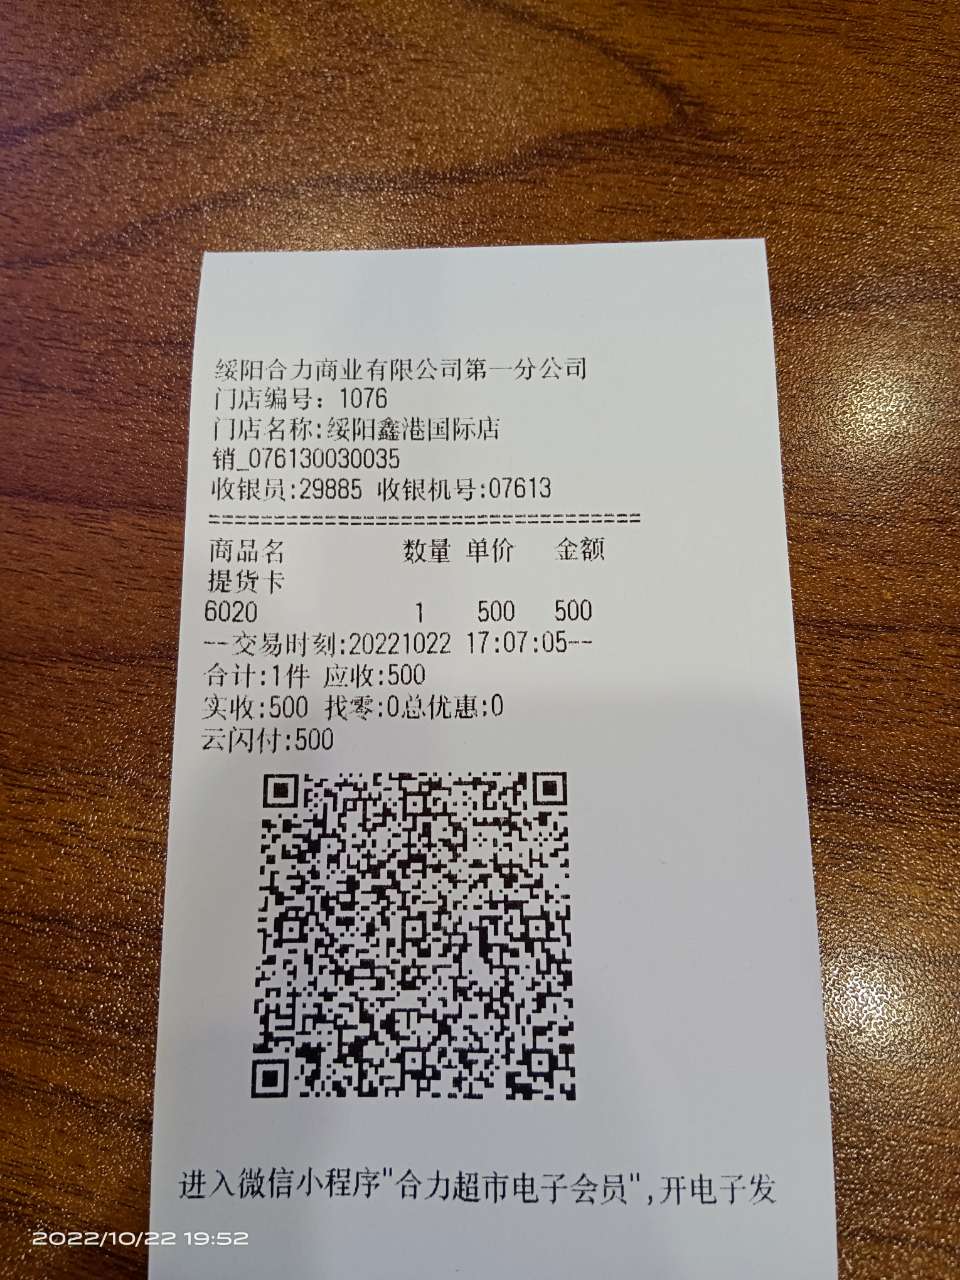 绥阳合力商业有限公司第一分公司
门店编号：1076
门店名称:绥阳鑫港国际店
销_076130030035
收银员:29885 收银机号:07613
==================================
商品名 数量 单价 金额
提货卡
6020 1 500 500
--交易时刻:20221022 17:07:05--
合计:1件 应收:500
实收:500 找零:0总优惠:0
云闪付:500
进入微信小程序"合力超市电子会员",开电子发
2022/10/22 19:52